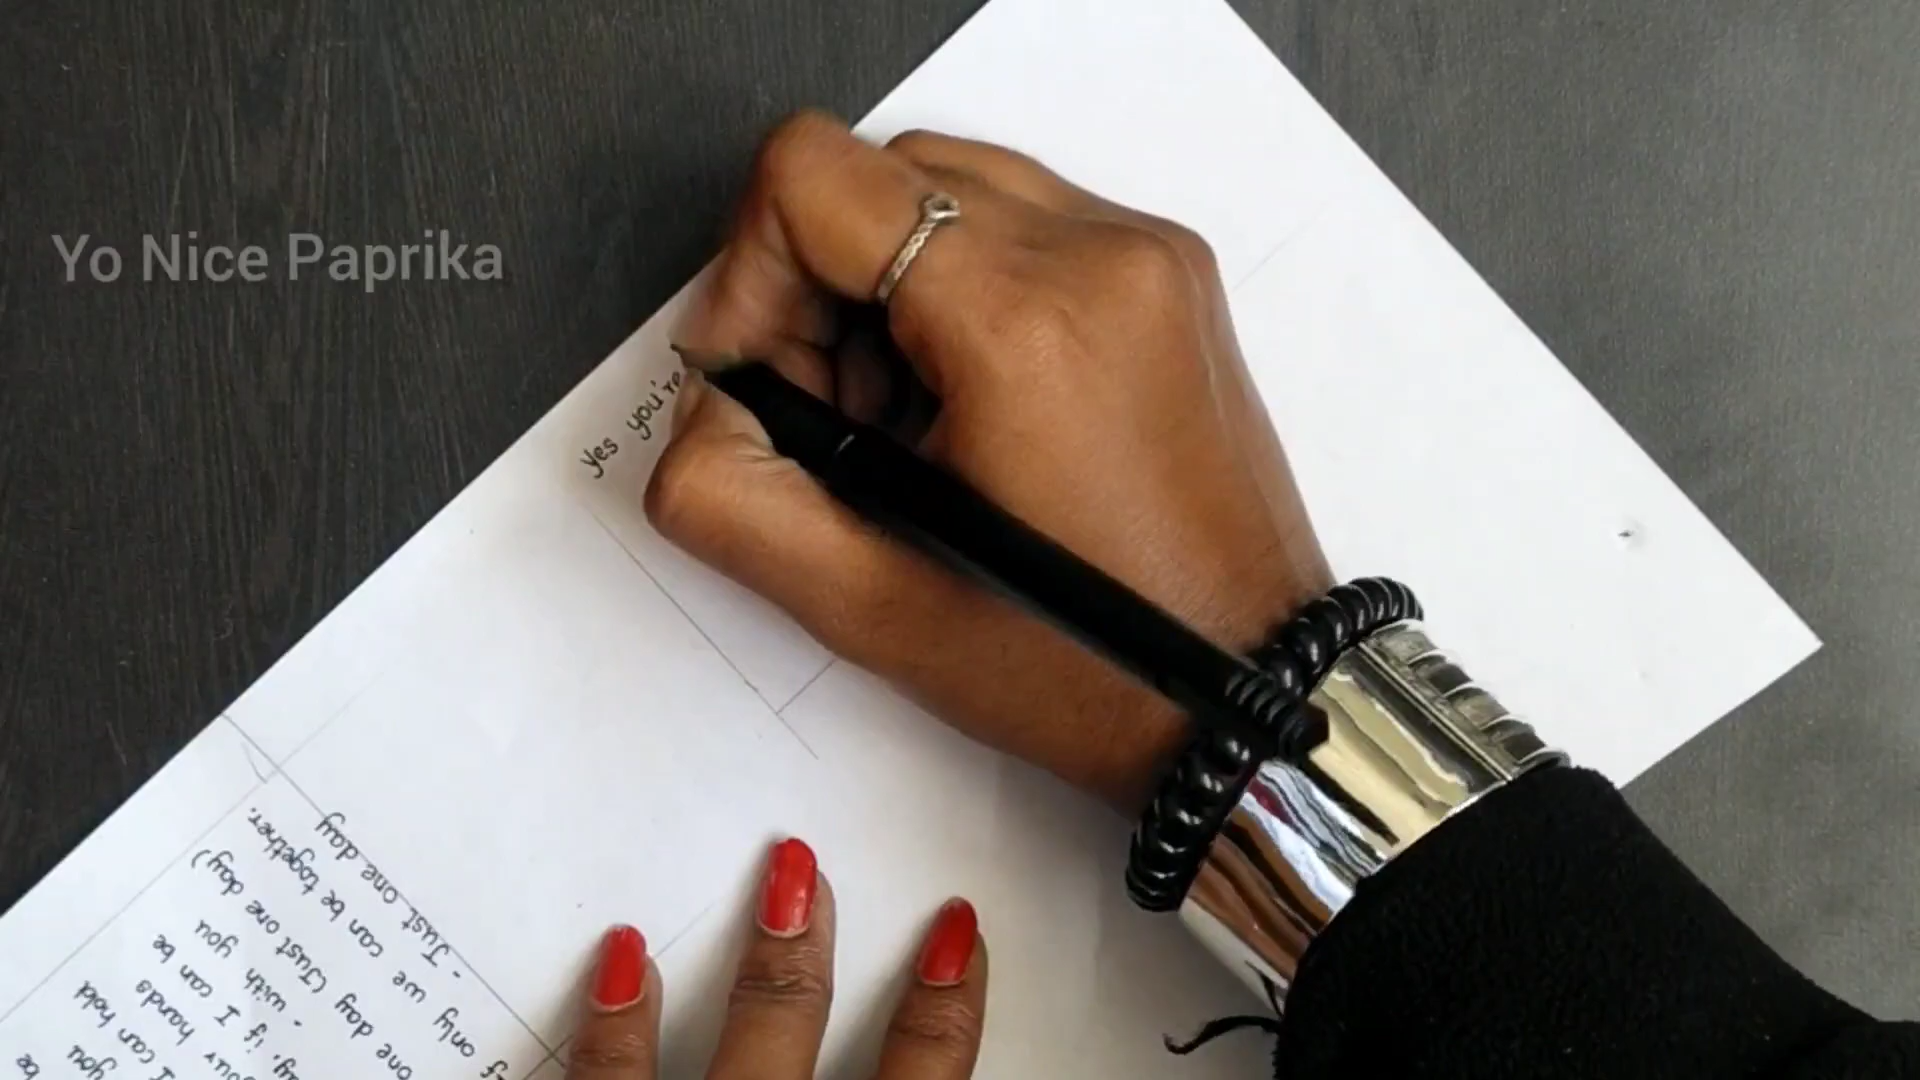 Yo Nice Paprika
Yes you're
- Just one day
if only we can be together.
one day (Just one day)
- with you
if I can be
your hands
I can hold
you
be